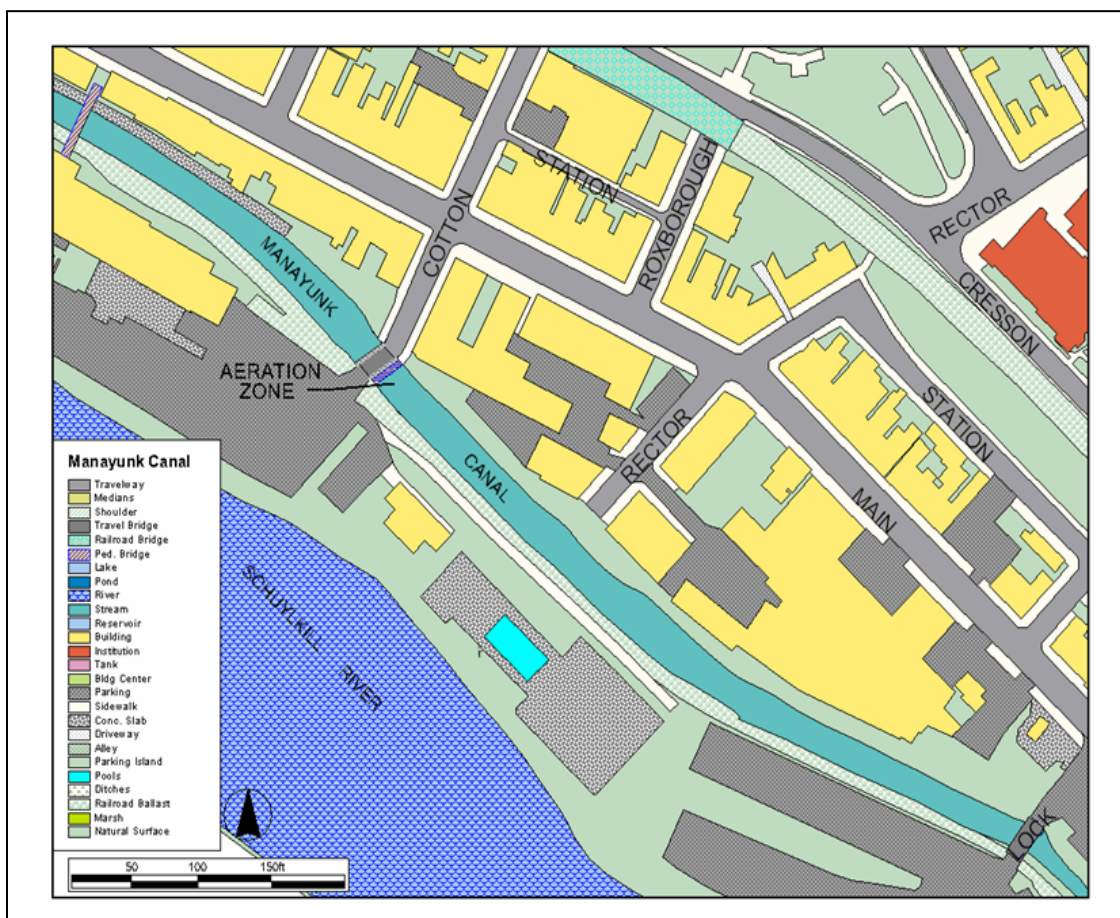 STATION
ROXBOROUGH
RECTOR
COTTON
MANAYUNK
CRESSON
AERATION
ZONE
STATION
CANAL
RECTOR
MAIN
SCHUYLKILL RIVER
LOCK
Manayunk Canal
Travelway
Medians
Shoulder
Travel Bridge
Railroad Bridge
Ped. Bridge
Lake
Pond
River
Stream
Reservoir
Building
Institution
Tank
Bldg Center
Parking
Sidewalk
Conc. Slab
Driveway
Alley
Parking Island
Pools
Ditches
Railroad Ballast
Marsh
Natural Surface
50 100 150ft